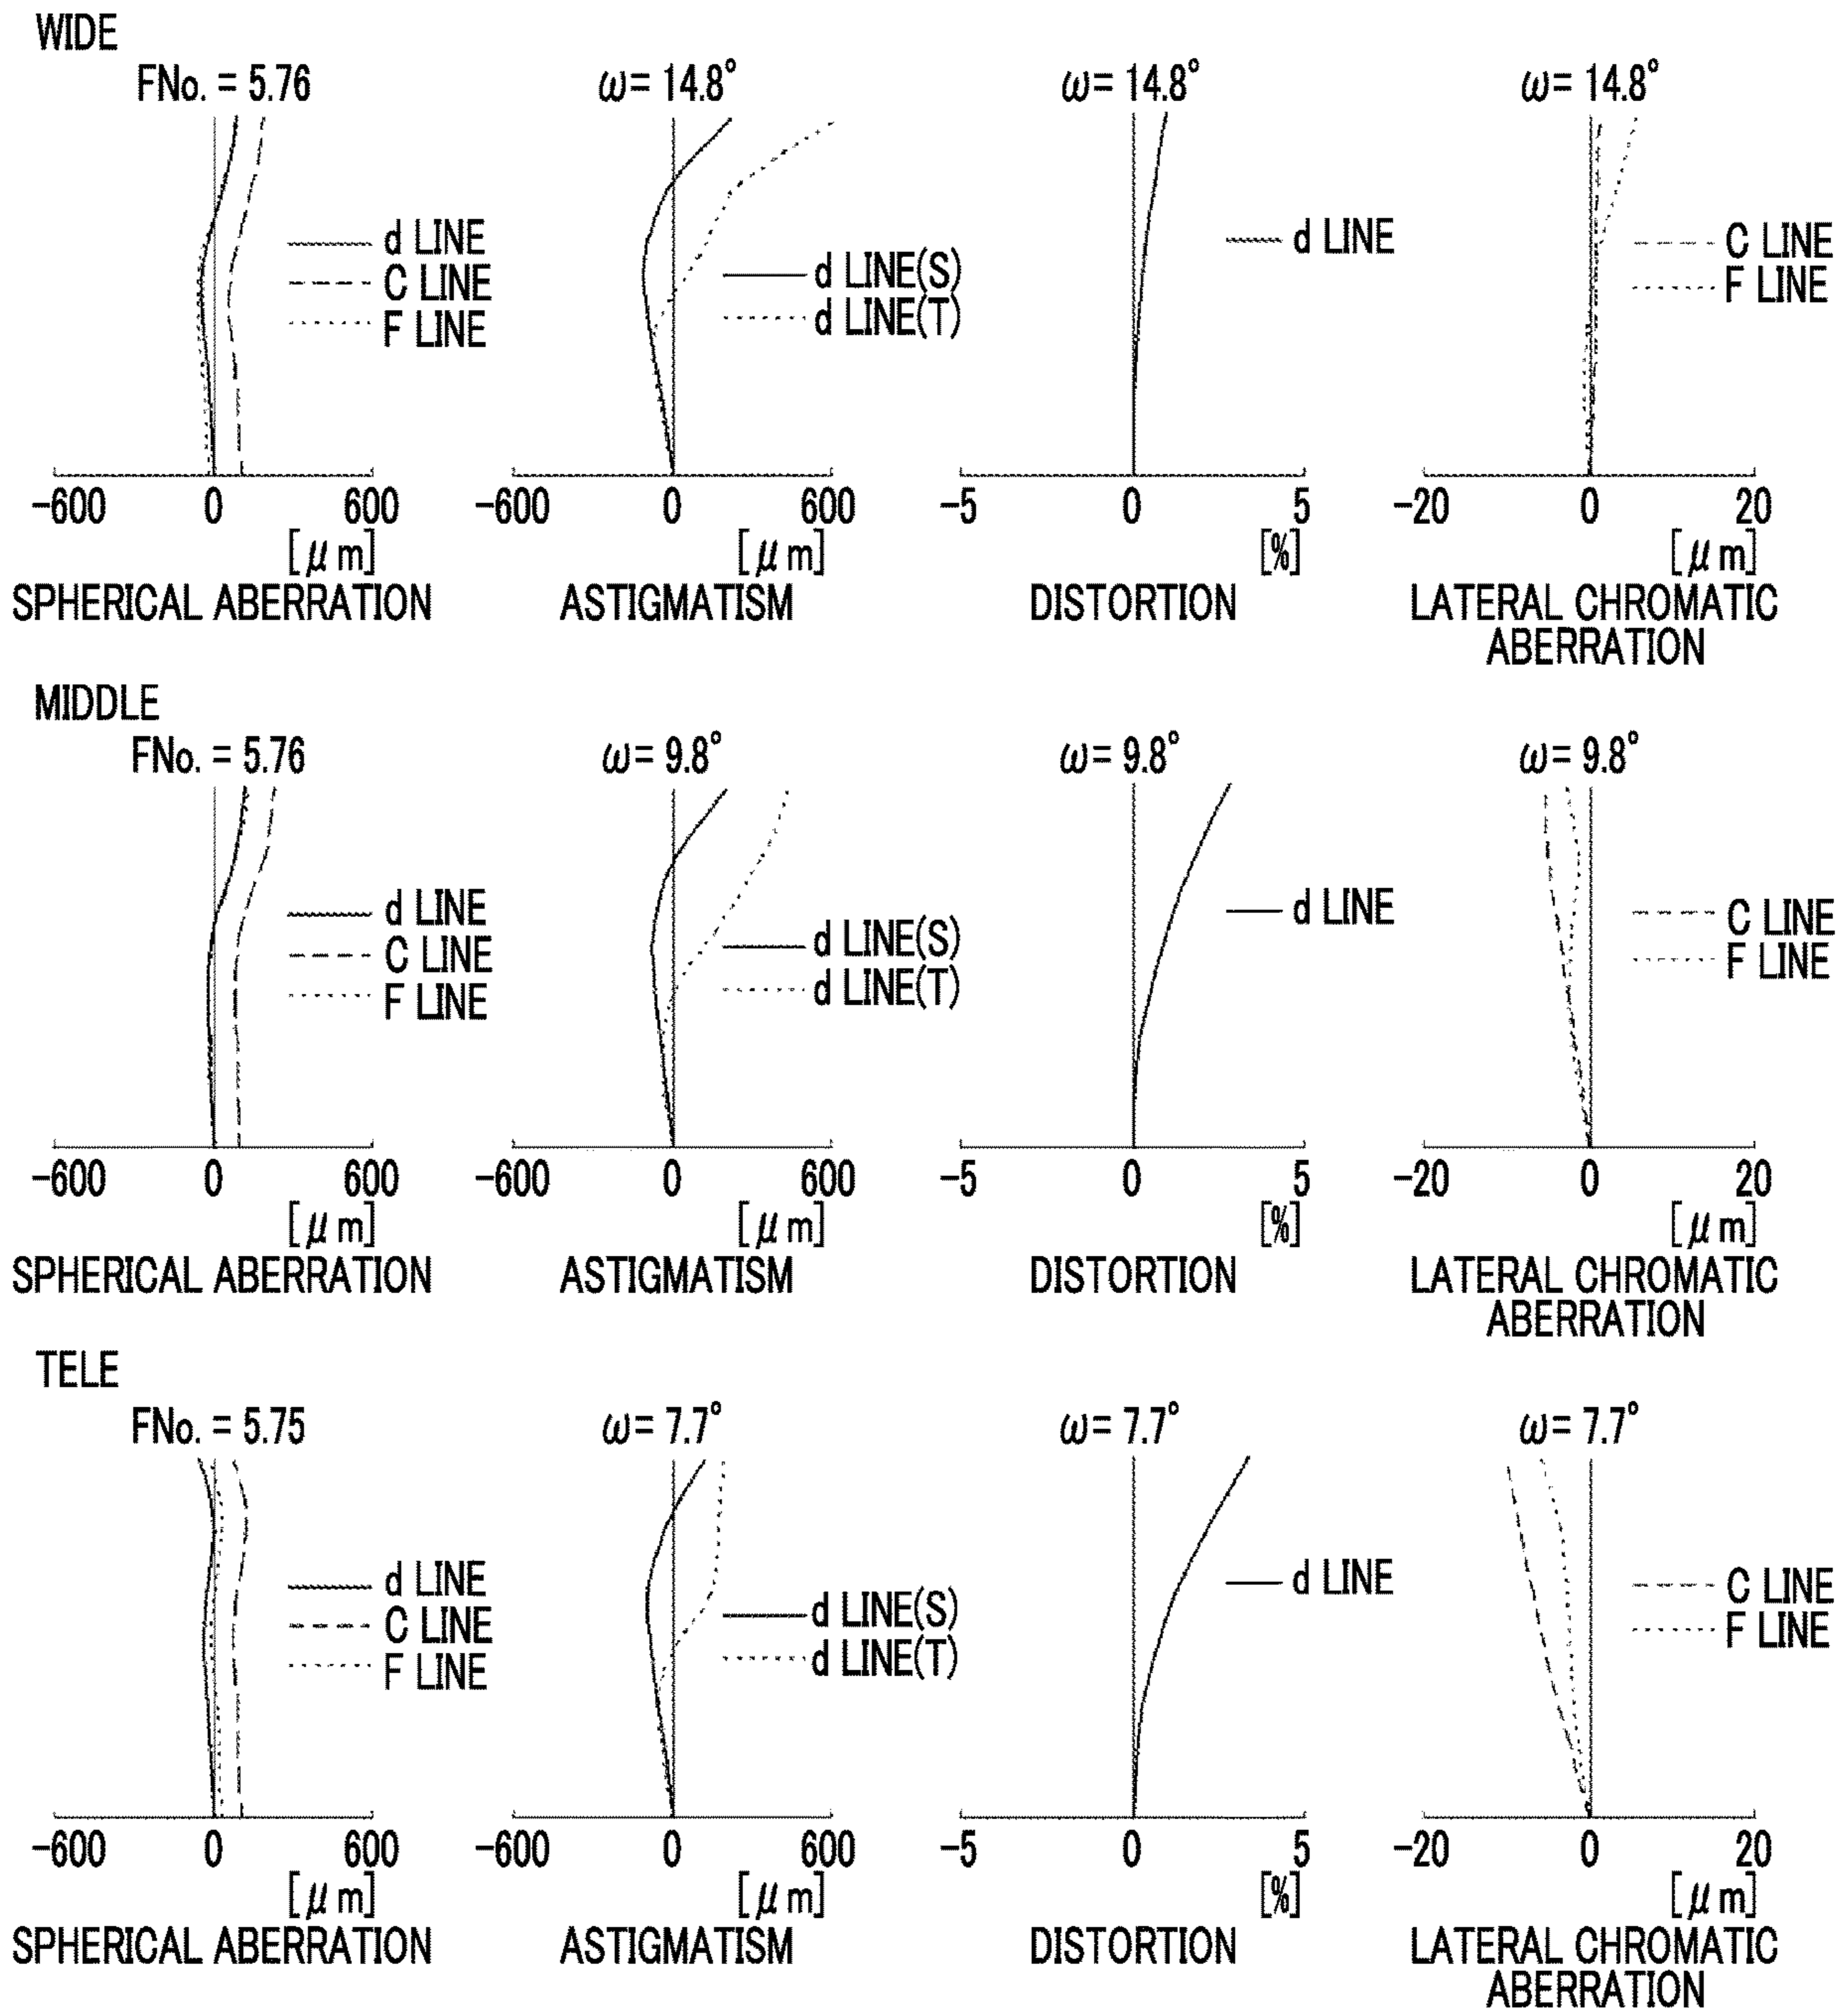 WIDE
FNo. = 5.76
d LINE
C LINE
F LINE
-600 0 600
[μm]
SPHERICAL ABERRATION
ω= 14.8°
d LINE(S)
d LINE(T)
-600 0 600
[μm]
ASTIGMATISM
ω= 14.8°
d LINE
-5 0 5
[%]
DISTORTION
ω= 14.8°
C LINE
F LINE
-20 0 20
[μm]
LATERAL CHROMATIC
ABERRATION
MIDDLE
FNo. = 5.76
d LINE
C LINE
F LINE
-600 0 600
[μm]
SPHERICAL ABERRATION
ω= 9.8°
d LINE(S)
d LINE(T)
-600 0 600
[μm]
ASTIGMATISM
ω= 9.8°
d LINE
-5 0 5
[%]
DISTORTION
ω= 9.8°
C LINE
F LINE
-20 0 20
[μm]
LATERAL CHROMATIC
ABERRATION
TELE
FNo. = 5.75
d LINE
C LINE
F LINE
-600 0 600
[μm]
SPHERICAL ABERRATION
ω= 7.7°
d LINE(S)
d LINE(T)
-600 0 600
[μm]
ASTIGMATISM
ω= 7.7°
d LINE
-5 0 5
[%]
DISTORTION
ω= 7.7°
C LINE
F LINE
-20 0 20
[μm]
LATERAL CHROMATIC
ABERRATION